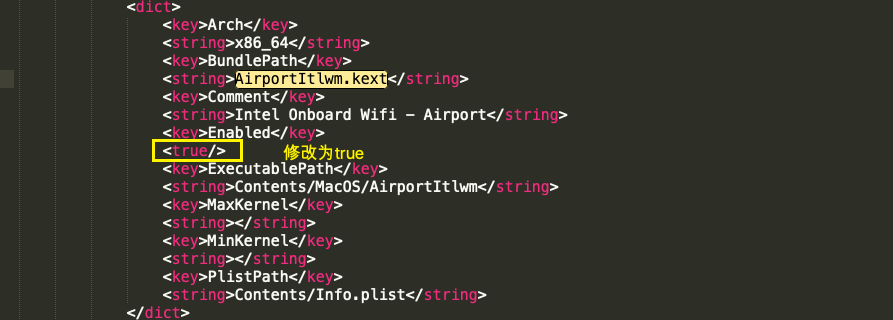 <dict>
<key>Arch</key>
<string>x86_64</string>
<key>BundlePath</key>
<string>AirportItlwm.kext</string>
<key>Comment</key>
<string>Intel Onboard Wifi - Airport</string>
<key>Enabled</key>
<true/> 修改为true
<key>ExecutablePath</key>
<string>Contents/MacOS/AirportItlwm</string>
<key>MaxKernel</key>
<string></string>
<key>MinKernel</key>
<string></string>
<key>PlistPath</key>
<string>Contents/Info.plist</string>
</dict>